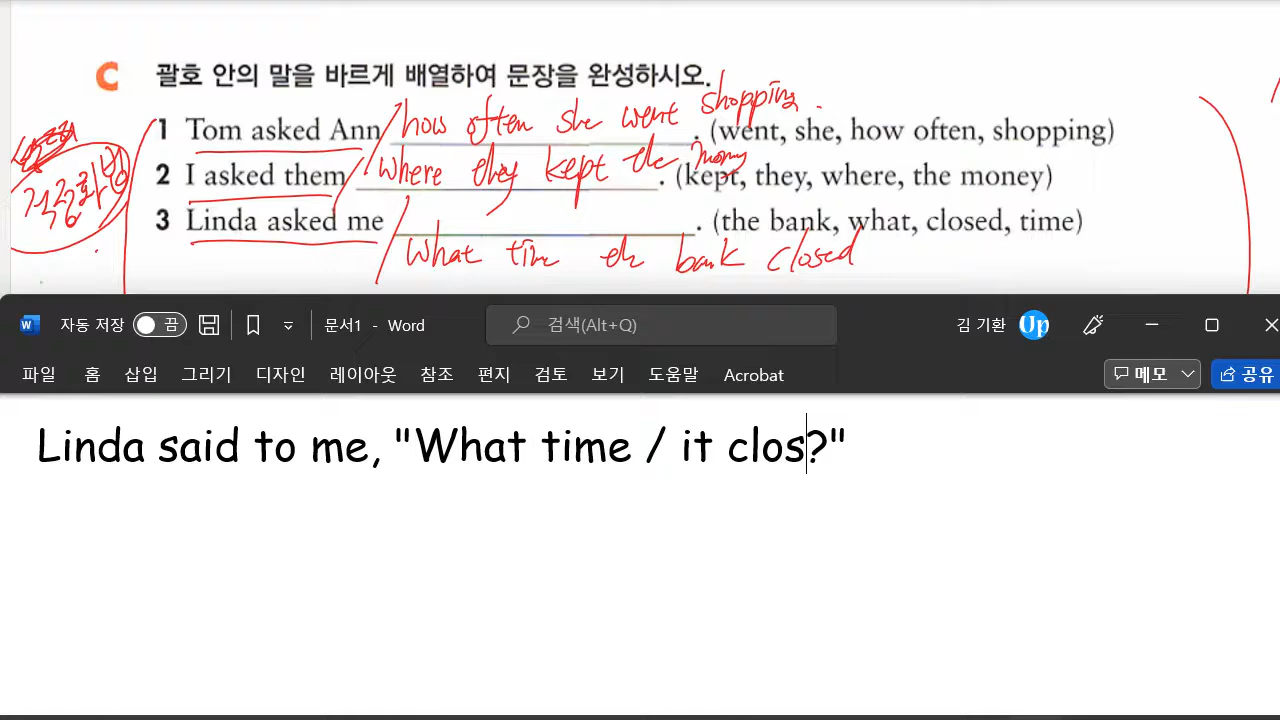 C 괄호 안의 말을 바르게 배열하여 문장을 완성하시오.
how often she went shopping.
1 Tom asked Ann . (went, she, how often, shopping)
where they kept the money
2 I asked them . (kept, they, where, the money)
3 Linda asked me . (the bank, what, closed, time)
What time the bank closed
자동 저장 끔 문서1 - Word 검색(Alt+Q) 김 기환 Up
파일 홈 삽입 그리기 디자인 레이아웃 참조 편지 검토 보기 도움말 Acrobat 메모 공유
Linda said to me, "What time / it clos?"